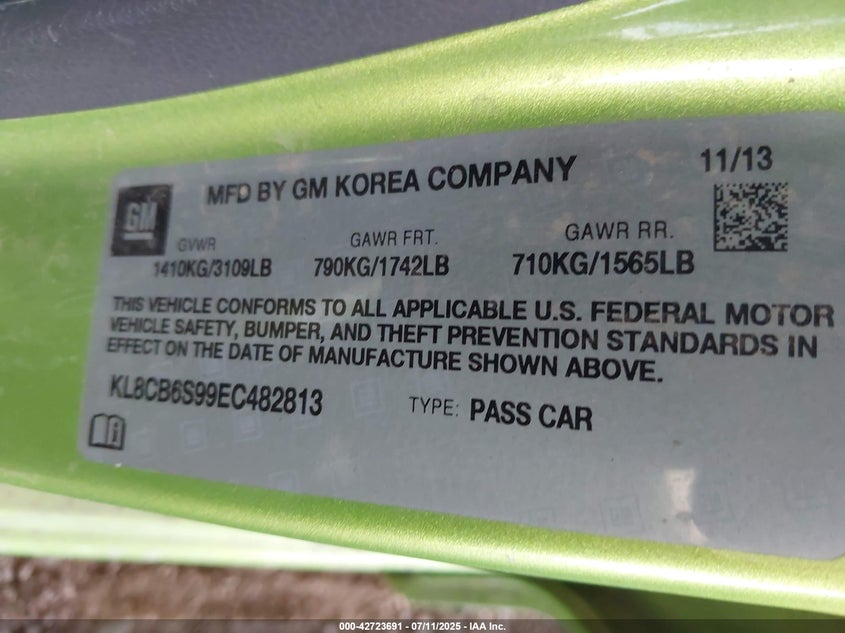 MFD BY GM KOREA COMPANY
11/13
GM
GVWR
GAWR FRT.
GAWR RR.
1410KG/3109LB
790KG/1742LB
710KG/1565LB
THIS VEHICLE CONFORMS TO ALL APPLICABLE U.S. FEDERAL MOTOR
VEHICLE SAFETY, BUMPER, AND THEFT PREVENTION STANDARDS IN
EFFECT ON THE DATE OF MANUFACTURE SHOWN ABOVE.
KL8CB6S99EC482813
TYPE: PASS CAR
000-42723691 - 07/11/2025 - IAA Inc.